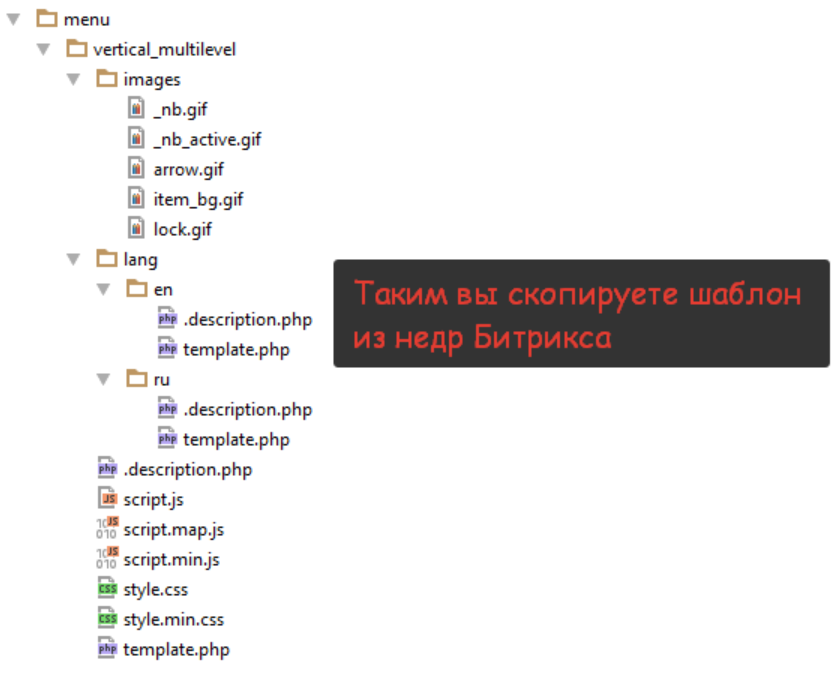 menu
vertical_multilevel
images
_nb.gif
_nb_active.gif
arrow.gif
item_bg.gif
lock.gif
lang
en
.description.php
template.php
ru
.description.php
template.php
.description.php
script.js
script.map.js
script.min.js
style.css
style.min.css
template.php
Таким вы скопируете шаблон
из недр Битрикса